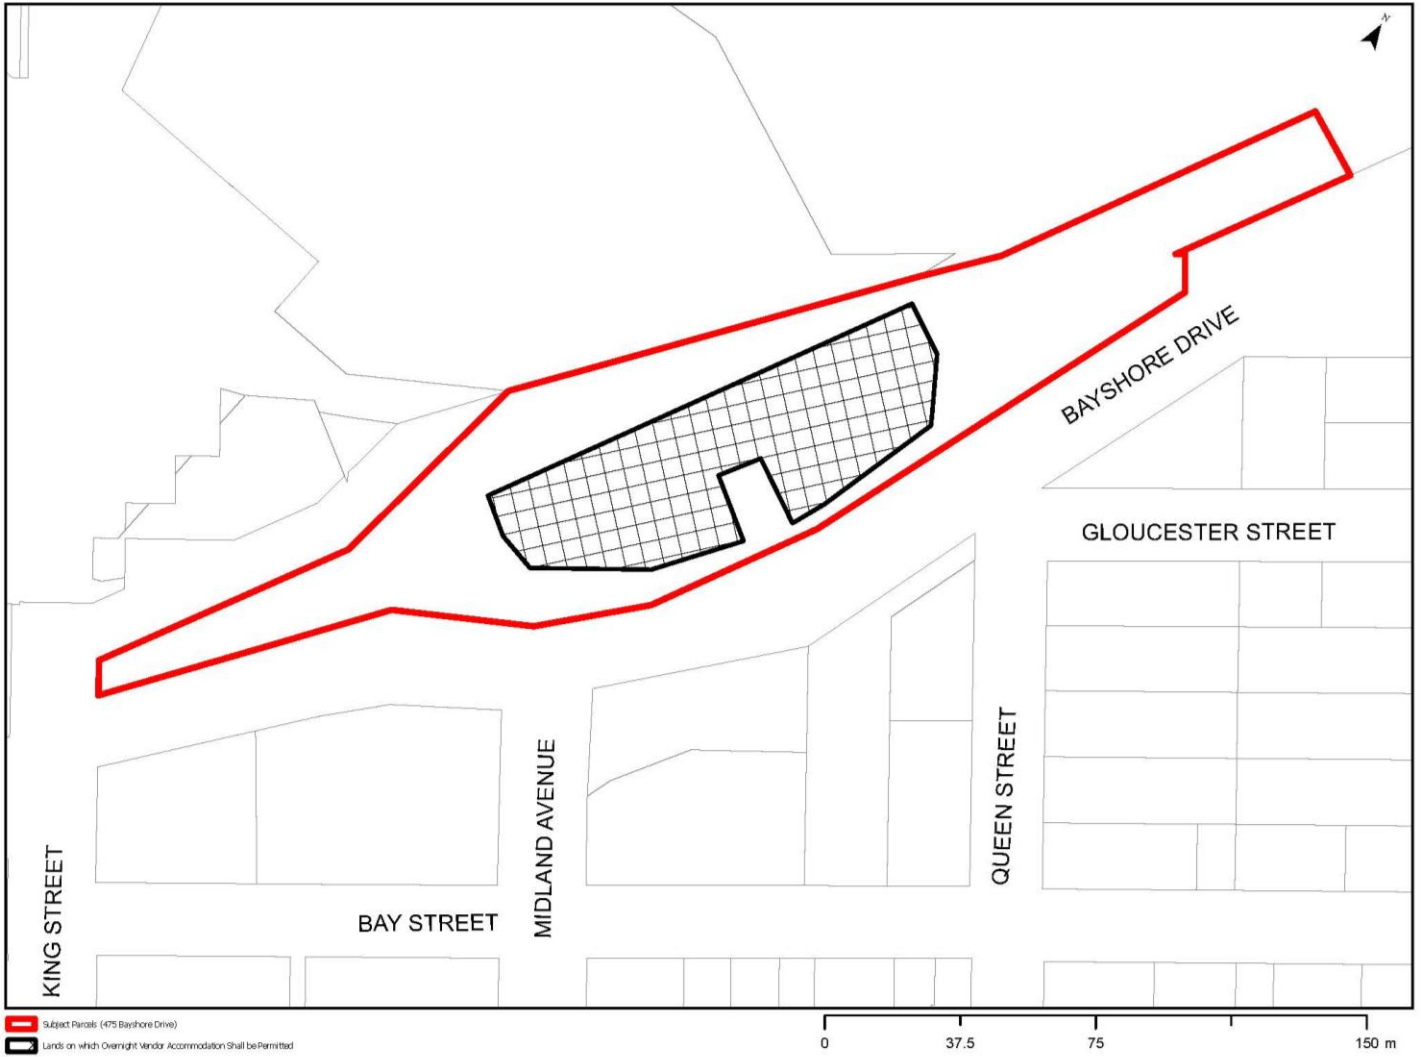 N
BAYSHORE DRIVE
GLOUCESTER STREET
QUEEN STREET
MIDLAND AVENUE
KING STREET
BAY STREET
Subject Parcels (475 Bayshore Drive)
Lands on which Overnight Vendor Accommodation Shall be Permitted
0 37.5 75 150 m